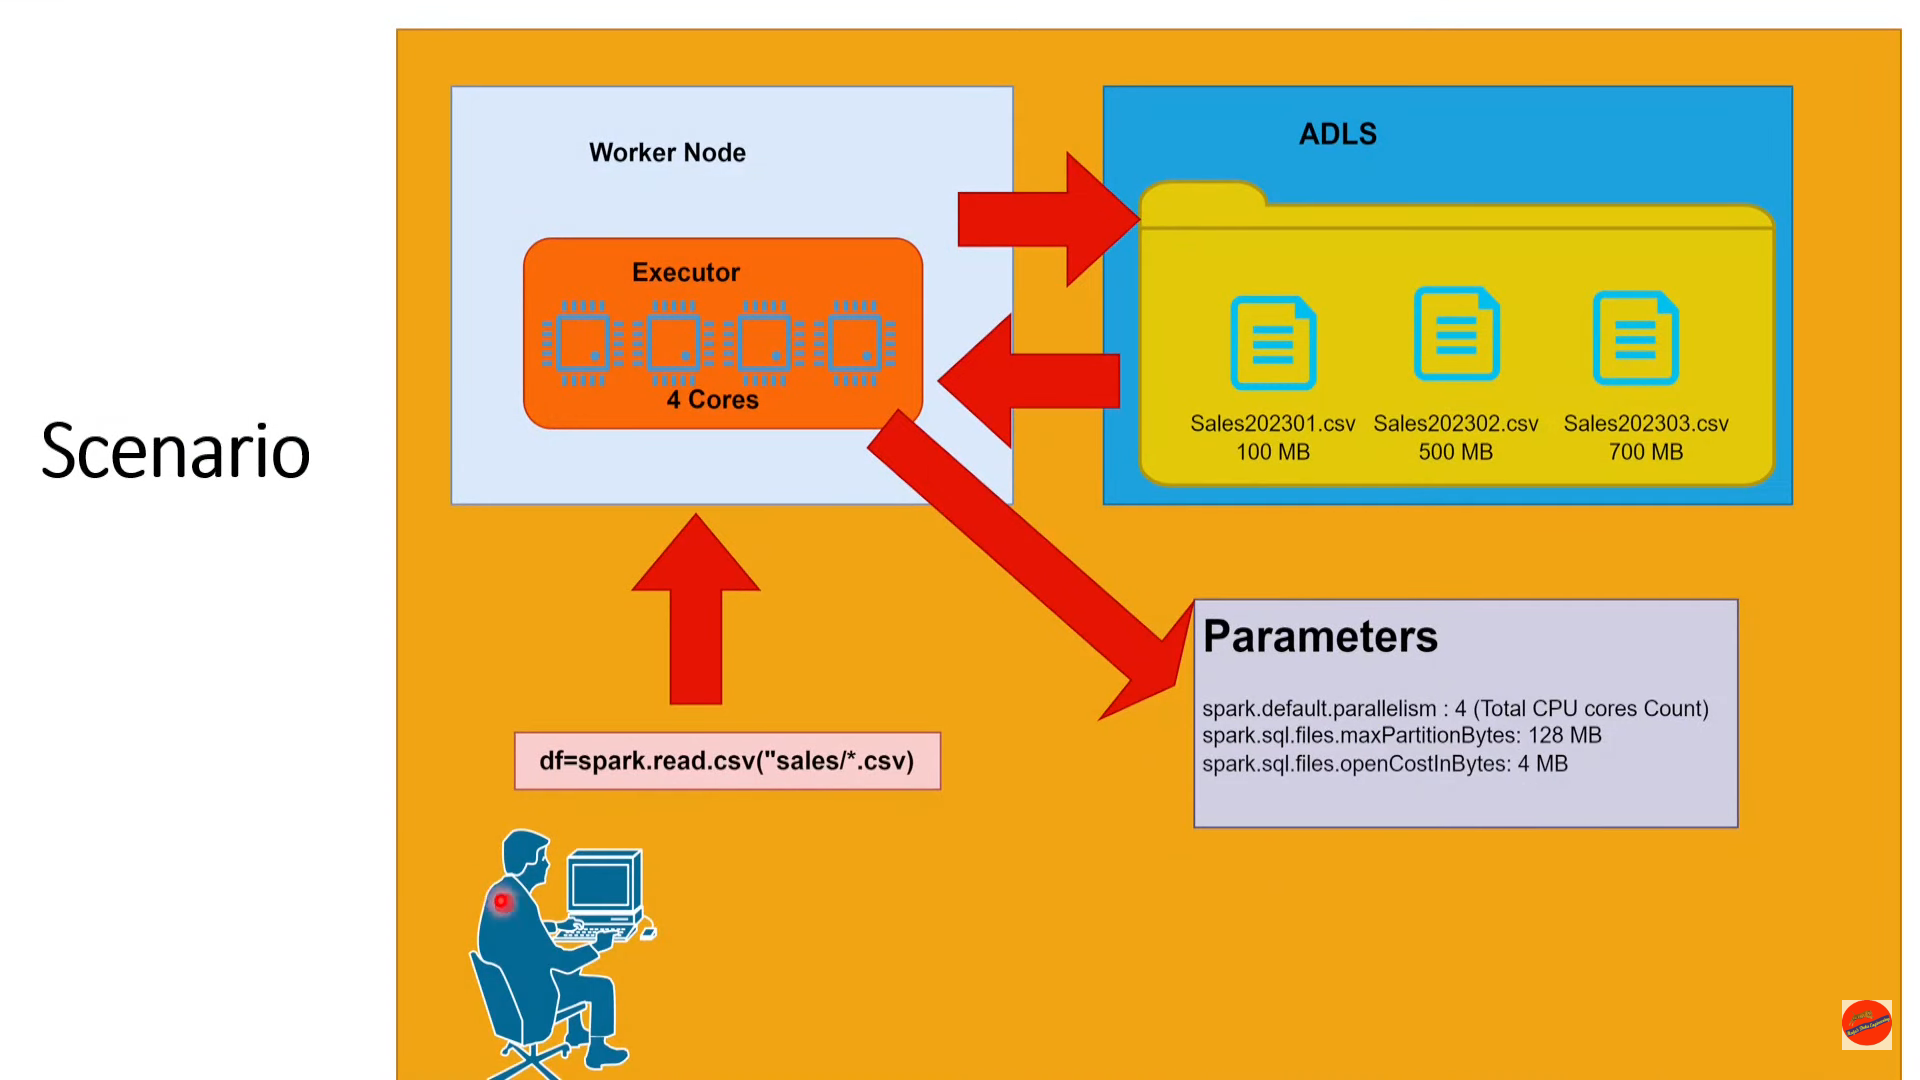 Scenario
Worker Node
Executor
4 Cores
ADLS
Sales202301.csv
100 MB
Sales202302.csv
500 MB
Sales202303.csv
700 MB
df=spark.read.csv("sales/*.csv)
Parameters
spark.default.parallelism : 4 (Total CPU cores Count)
spark.sql.files.maxPartitionBytes: 128 MB
spark.sql.files.openCostInBytes: 4 MB